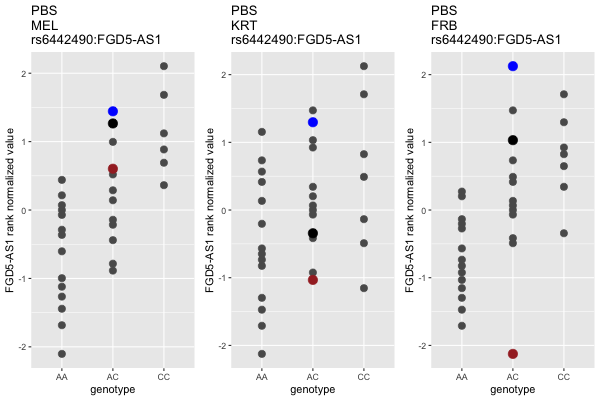 PBS
MEL
rs6442490:FGD5-AS1
FGD5-AS1 rank normalized value
2
1
0
-1
-2
AA
AC
CC
genotype
PBS
KRT
rs6442490:FGD5-AS1
FGD5-AS1 rank normalized value
2
1
0
-1
-2
AA
AC
CC
genotype
PBS
FRB
rs6442490:FGD5-AS1
FGD5-AS1 rank normalized value
2
1
0
-1
-2
AA
AC
CC
genotype